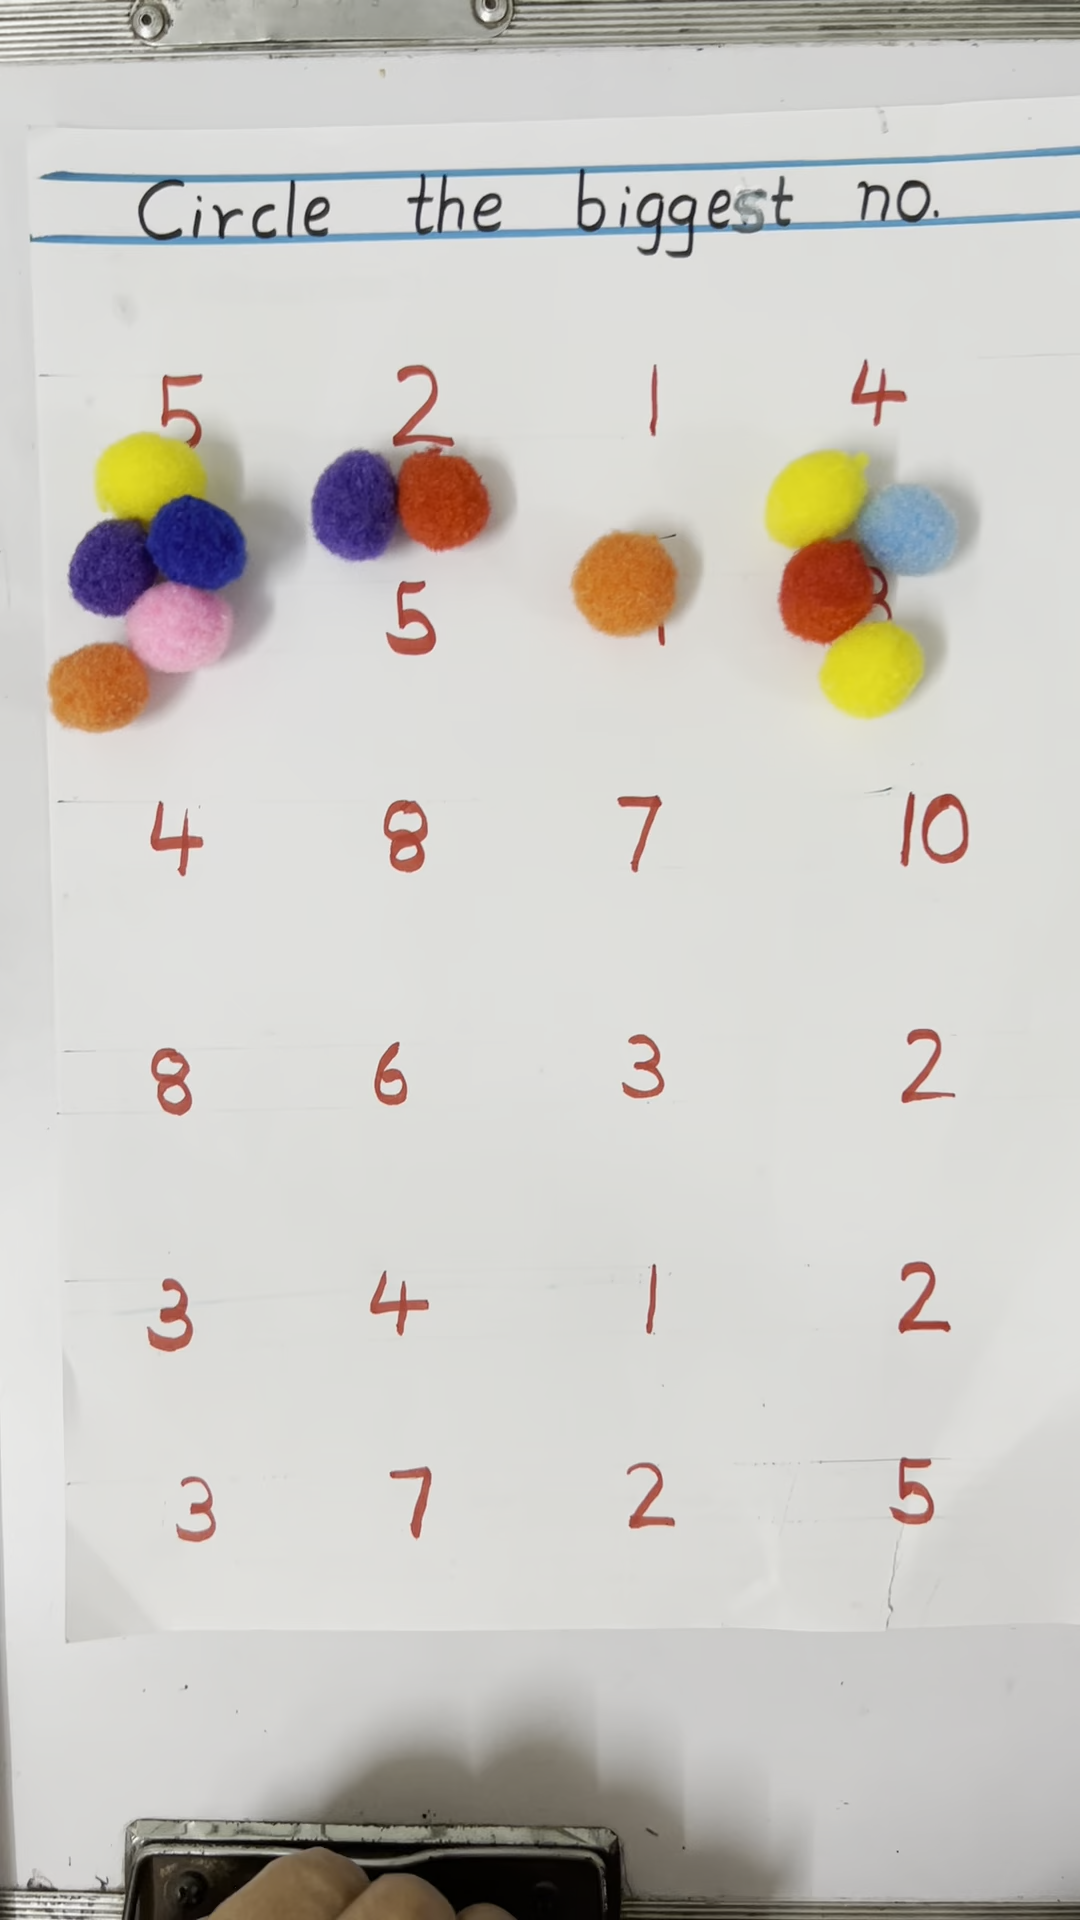 Circle the biggest no.
5 2 1 4
5
4 8 7 10
8 6 3 2
3 4 1 2
3 7 2 5